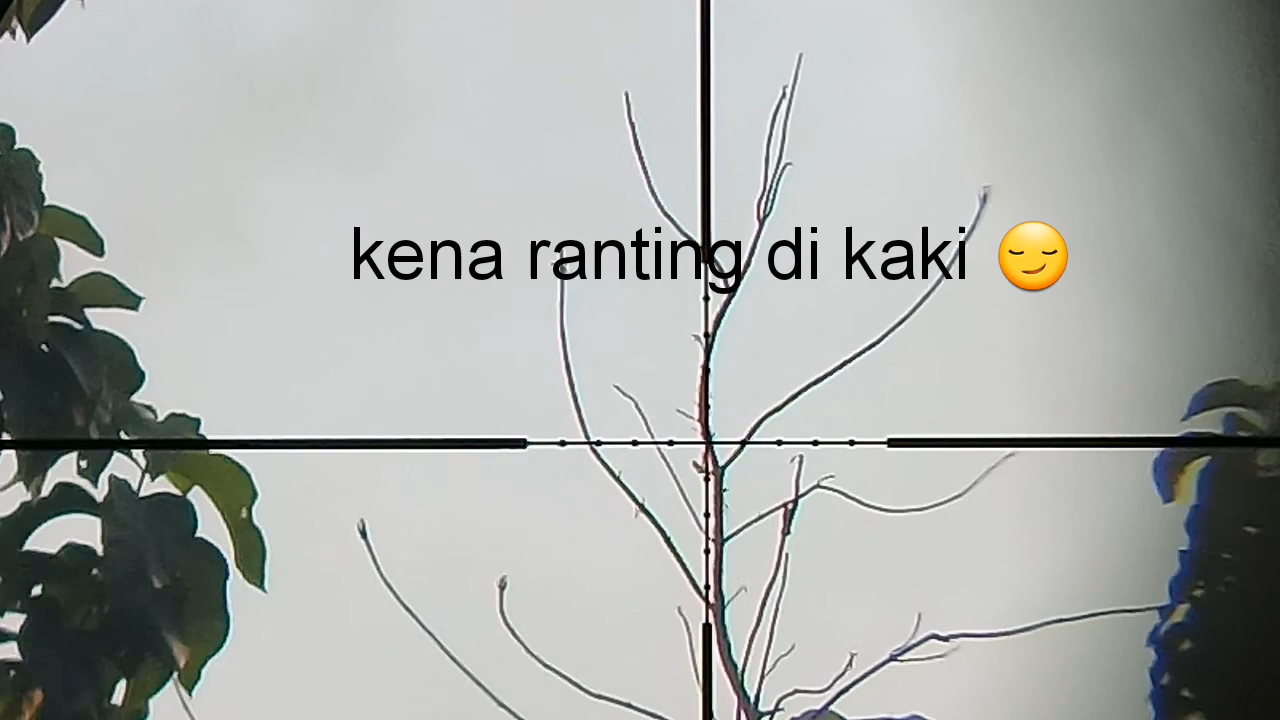 kena ranting di kaki 😏